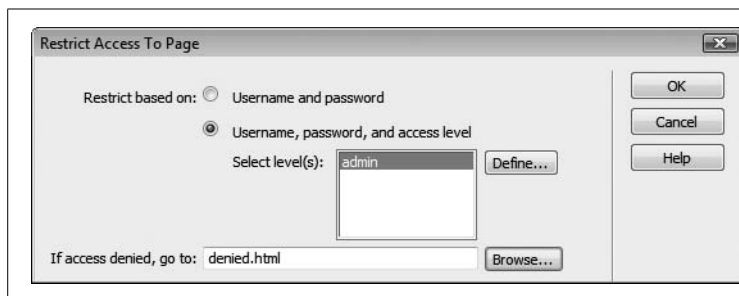 Restrict Access To Page
Restrict based on: Username and password
Username, password, and access level
Select level(s): admin Define...
If access denied, go to: denied.html Browse...
OK
Cancel
Help